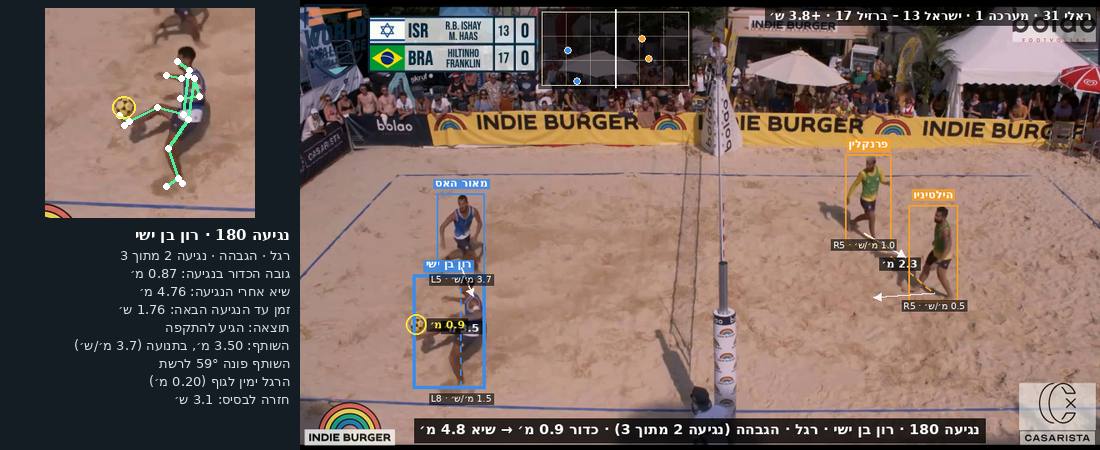 ראלי 31 · מערכה 1 · ישראל 13 – ברזיל 17 · +3.8 ש׳
ISR R.B. ISHAY M. HAAS 13 0
BRA HILTINHO FRANKLIN 17 0
bolao
FOOTVOLLEY
INDIE BURGER
bolao
INDIE BURGER
bolao
BURGER
INDIE BURGER
CASARISTA
פרנקלין
R5 · 1.0 מ׳/ש׳
הילטיניו
R5 · 0.5 מ׳/ש׳
2.3 מ׳
מאור האס
L5 · 3.7 מ׳/ש׳
רון בן ישי
0.9 מ׳
L8 · 1.5 מ׳/ש׳
נגיעה 180 · רון בן ישי
רגל · הגבהה · נגיעה 2 מתוך 3
גובה הכדור בנגיעה: 0.87 מ׳
שיא אחרי הנגיעה: 4.76 מ׳
זמן עד הנגיעה הבאה: 1.76 ש׳
תוצאה: הגיע להתקפה
השותף: 3.50 מ׳, בתנועה (3.7 מ׳/ש׳)
השותף פונה 59° לרשת
הרגל ימין לגוף (0.20 מ׳)
חזרה לבסיס: 3.1 ש׳
נגיעה 180 · רון בן ישי · רגל · הגבהה (נגיעה 2 מתוך 3) · כדור 0.9 מ׳ → שיא 4.8 מ׳
INDIE BURGER
CASARISTA